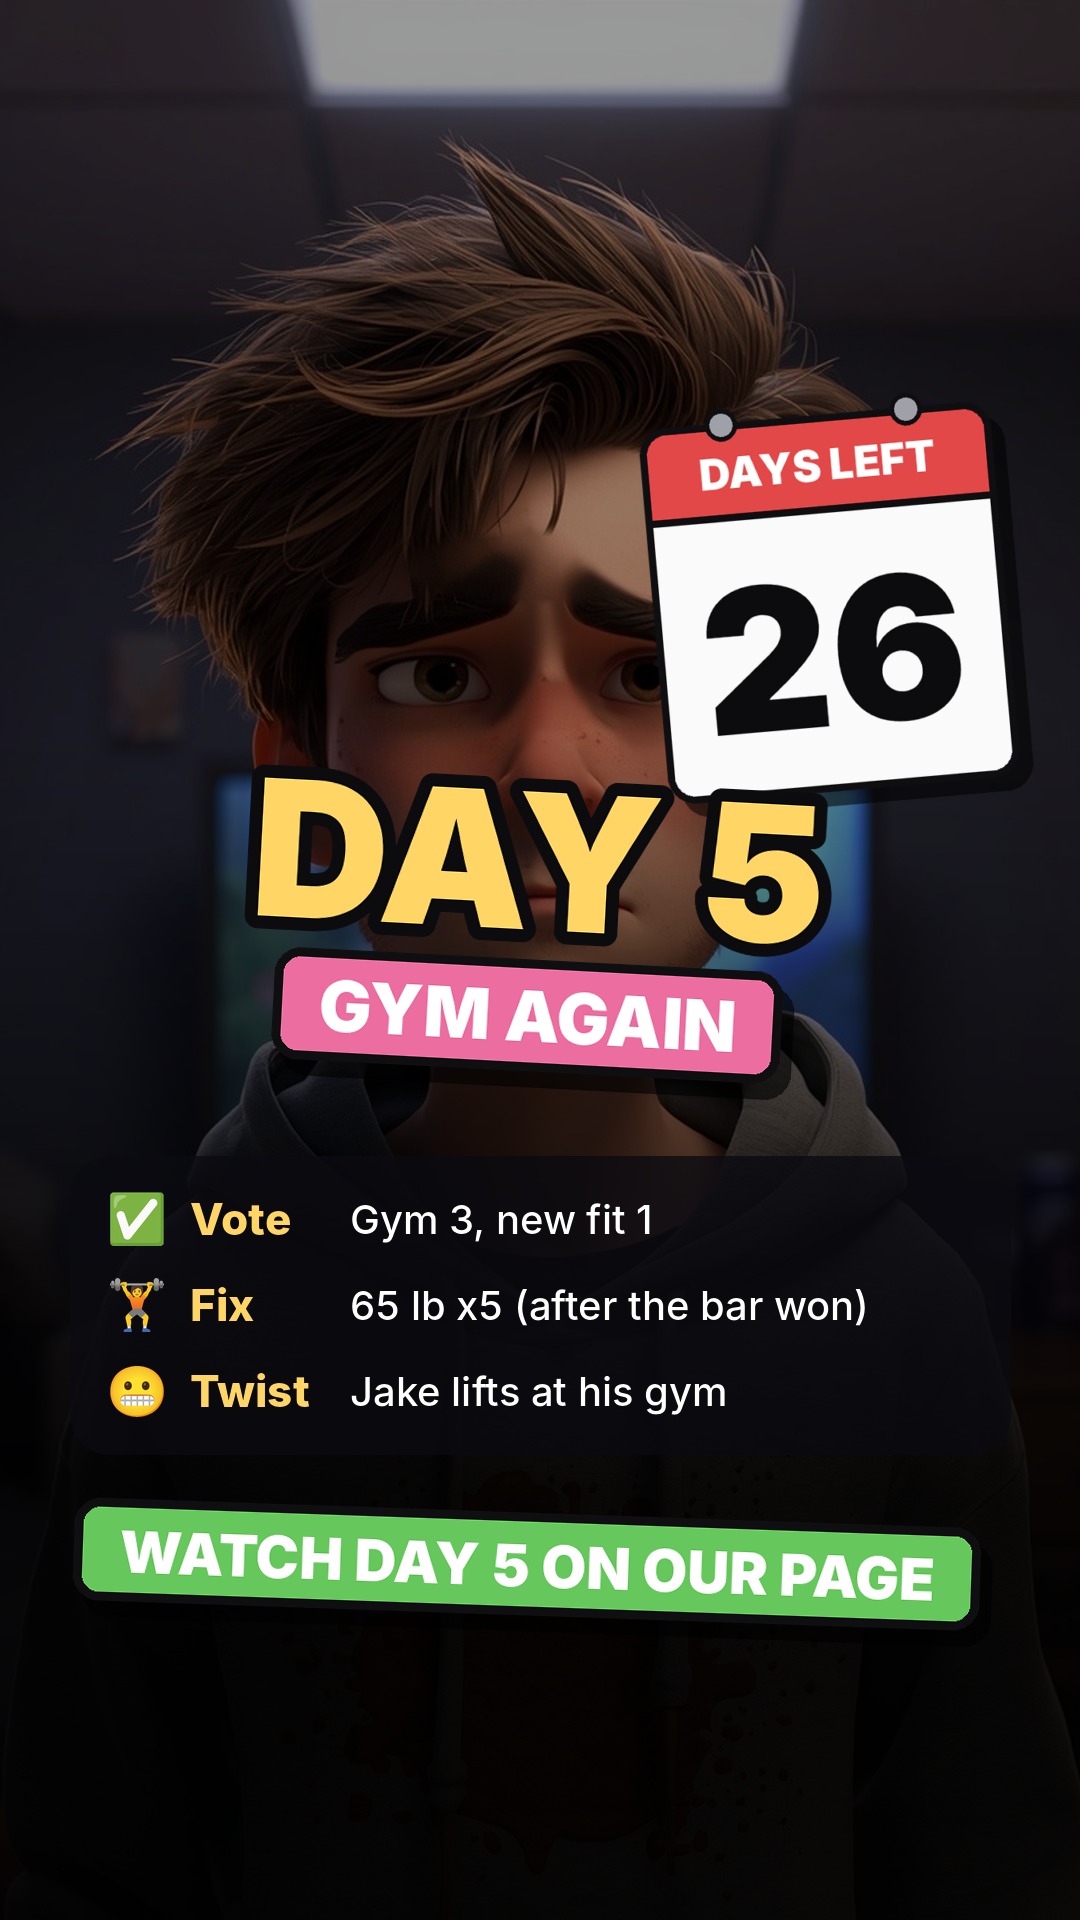 DAYS LEFT
26
DAY 5
GYM AGAIN
✅ Vote Gym 3, new fit 1
🏋️ Fix 65 lb x5 (after the bar won)
😬 Twist Jake lifts at his gym
WATCH DAY 5 ON OUR PAGE